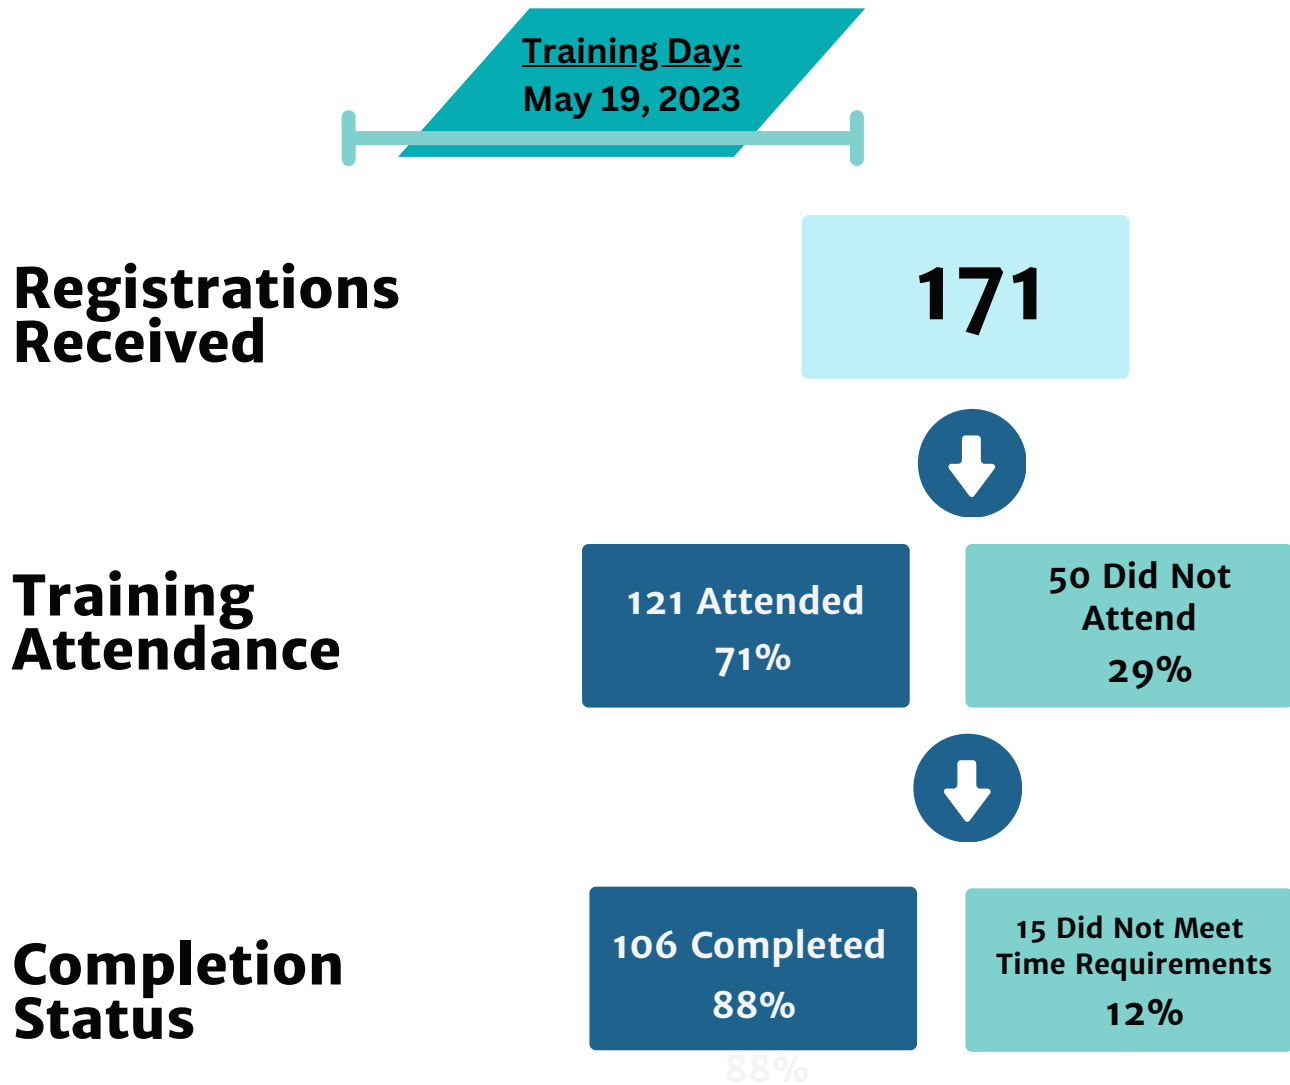 Training Day:
May 19, 2023
Registrations
Received
171
Training
Attendance
121 Attended
71%
50 Did Not
Attend
29%
Completion
Status
106 Completed
88%
88%
15 Did Not Meet
Time Requirements
12%